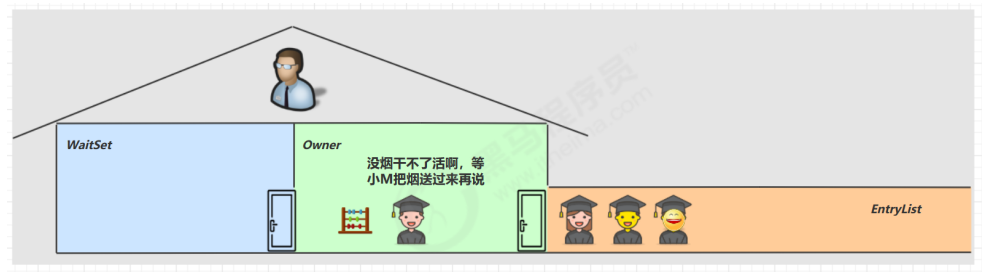 WaitSet
Owner
没烟干不了活啊，等
小M把烟送过来再说
EntryList
黑马程序员
www.itheima.com